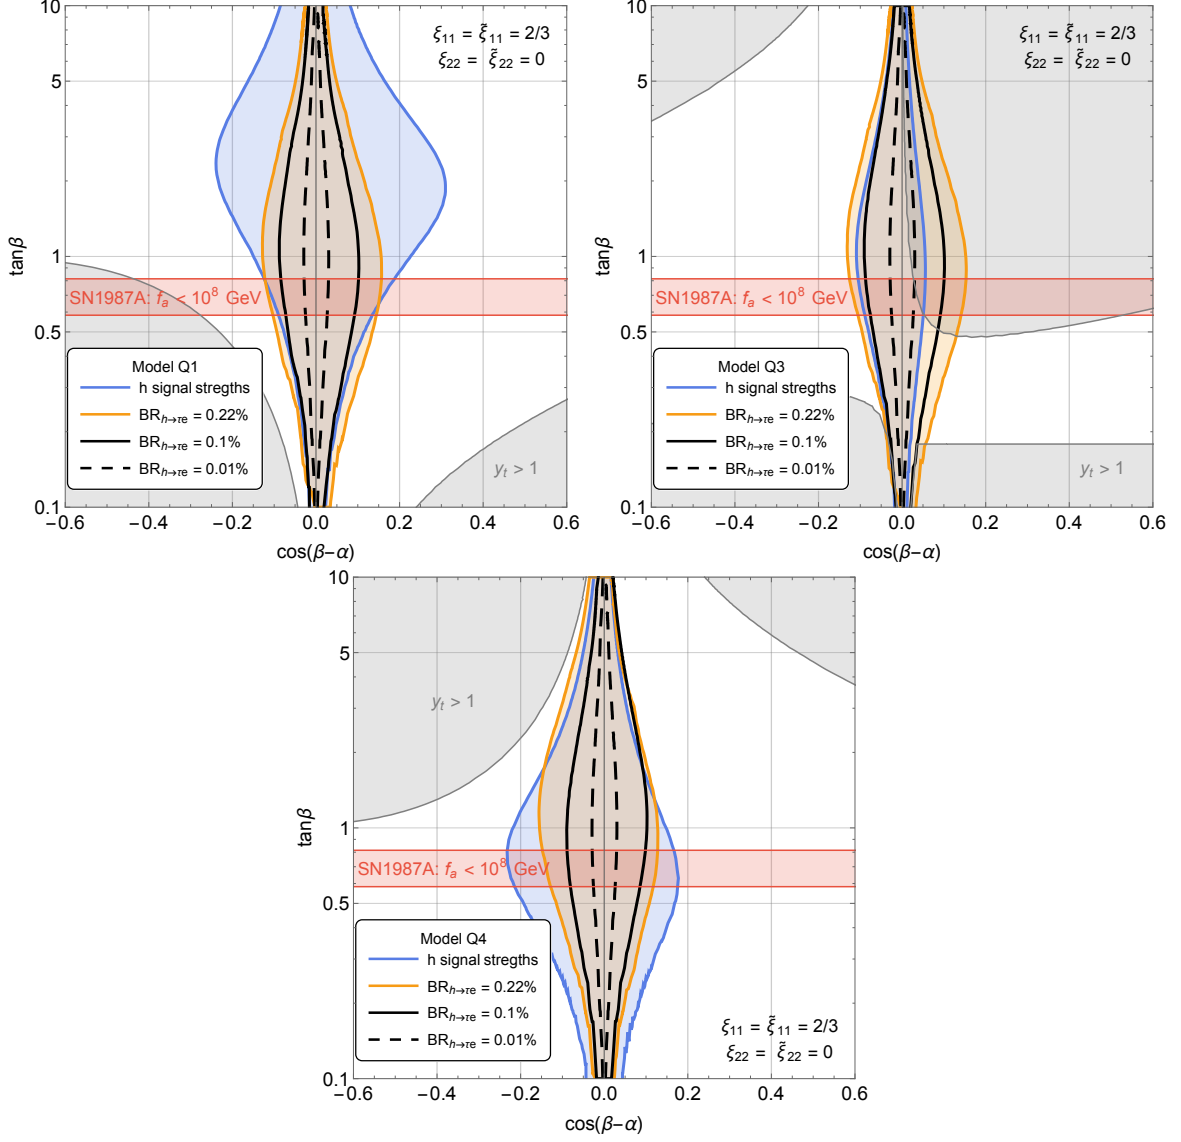 10
5
1
0.5
0.1
tanβ
ξ₁₁ = ξ̃₁₁ = 2/3
ξ₂₂ = ξ̃₂₂ = 0
SN1987A: fₐ < 10⁸ GeV
Model Q1
h signal stregths
BRₕ→τe = 0.22%
BRₕ→τe = 0.1%
BRₕ→τe = 0.01%
yₜ > 1
−0.6 −0.4 −0.2 0.0 0.2 0.4 0.6
cos(β−α)
10
5
1
0.5
0.1
tanβ
ξ₁₁ = ξ̃₁₁ = 2/3
ξ₂₂ = ξ̃₂₂ = 0
SN1987A: fₐ < 10⁸ GeV
Model Q3
h signal stregths
BRₕ→τe = 0.22%
BRₕ→τe = 0.1%
BRₕ→τe = 0.01%
yₜ > 1
−0.6 −0.4 −0.2 0.0 0.2 0.4 0.6
cos(β−α)
10
5
1
0.5
0.1
tanβ
yₜ > 1
SN1987A: fₐ < 10⁸ GeV
Model Q4
h signal stregths
BRₕ→τe = 0.22%
BRₕ→τe = 0.1%
BRₕ→τe = 0.01%
ξ₁₁ = ξ̃₁₁ = 2/3
ξ₂₂ = ξ̃₂₂ = 0
−0.6 −0.4 −0.2 0.0 0.2 0.4 0.6
cos(β−α)